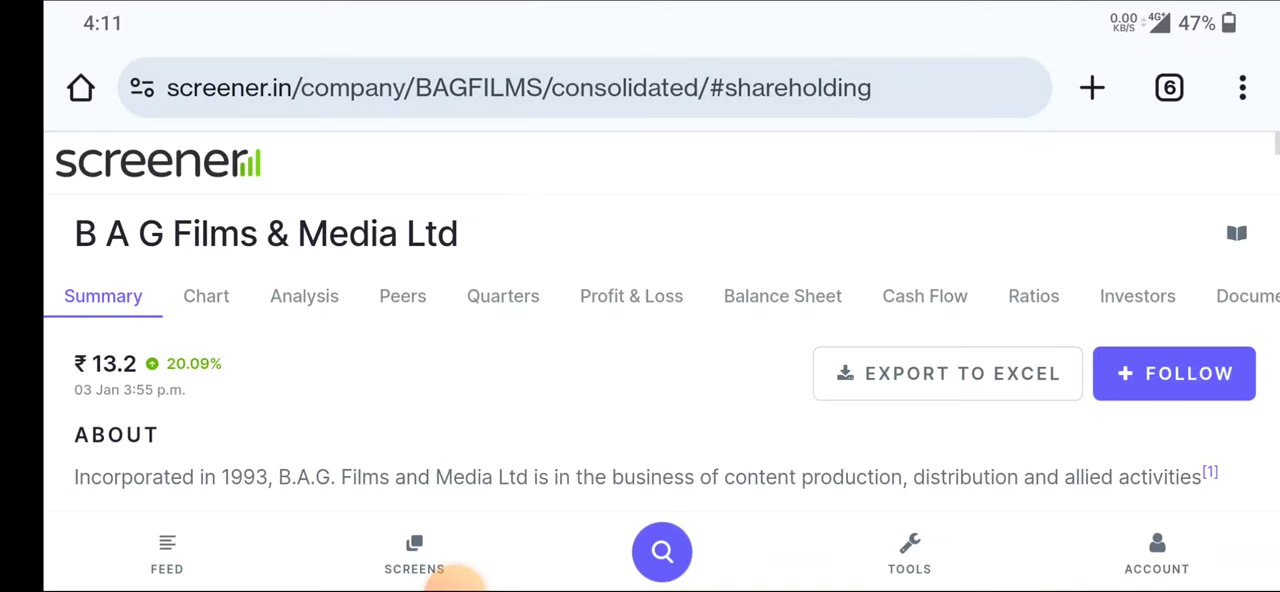 4:11
0.00 KB/S 4G+ 47%
screener.in/company/BAGFILMS/consolidated/#shareholding
6
screener
B A G Films & Media Ltd
Summary Chart Analysis Peers Quarters Profit & Loss Balance Sheet Cash Flow Ratios Investors Docume
₹ 13.2 20.09%
03 Jan 3:55 p.m.
EXPORT TO EXCEL
+ FOLLOW
ABOUT
Incorporated in 1993, B.A.G. Films and Media Ltd is in the business of content production, distribution and allied activities[1]
FEED SCREENS TOOLS ACCOUNT